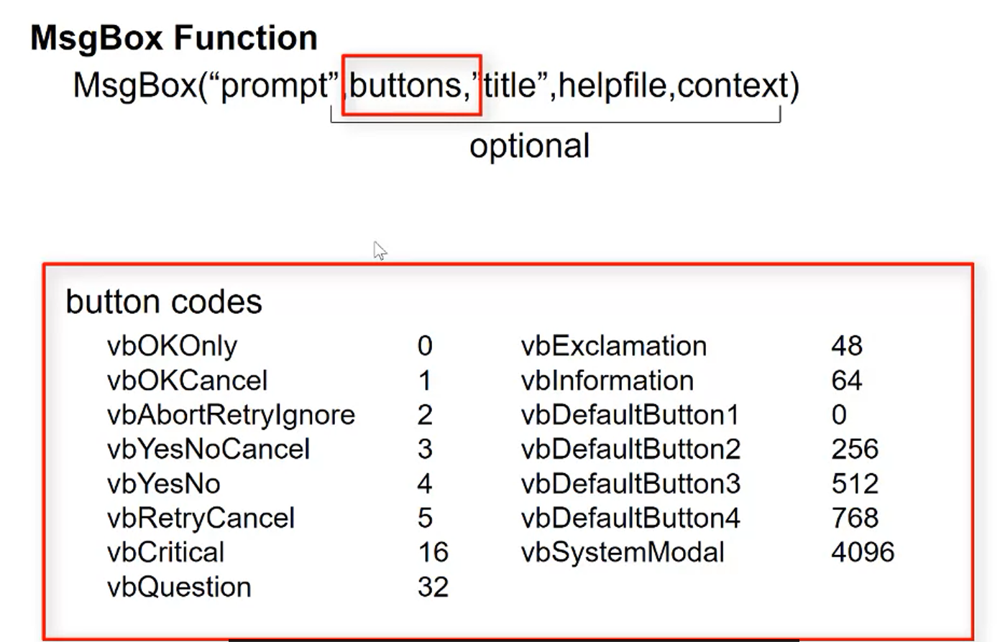 MsgBox Function
MsgBox(“prompt”,buttons,”title”,helpfile,context)
optional
button codes
vbOKOnly 0 vbExclamation 48
vbOKCancel 1 vbInformation 64
vbAbortRetryIgnore 2 vbDefaultButton1 0
vbYesNoCancel 3 vbDefaultButton2 256
vbYesNo 4 vbDefaultButton3 512
vbRetryCancel 5 vbDefaultButton4 768
vbCritical 16 vbSystemModal 4096
vbQuestion 32